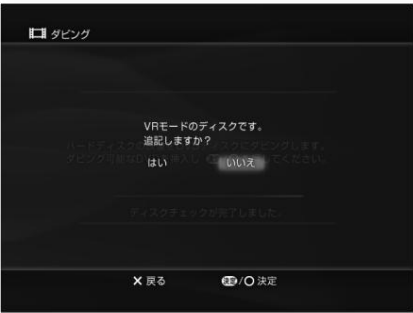 ダビング
VRモードのディスクです。
追記しますか？
はい
いいえ
ディスクチェックが完了しました。
× 戻る
/○ 決定